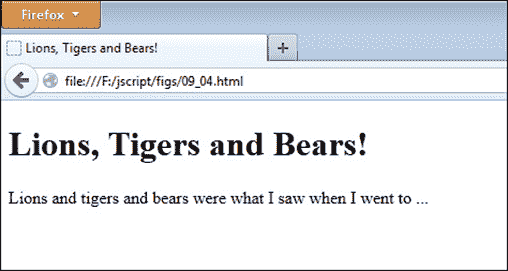 Firefox
Lions, Tigers and Bears!
file:///F:/jscript/figs/09_04.html
Lions, Tigers and Bears!
Lions and tigers and bears were what I saw when I went to ...